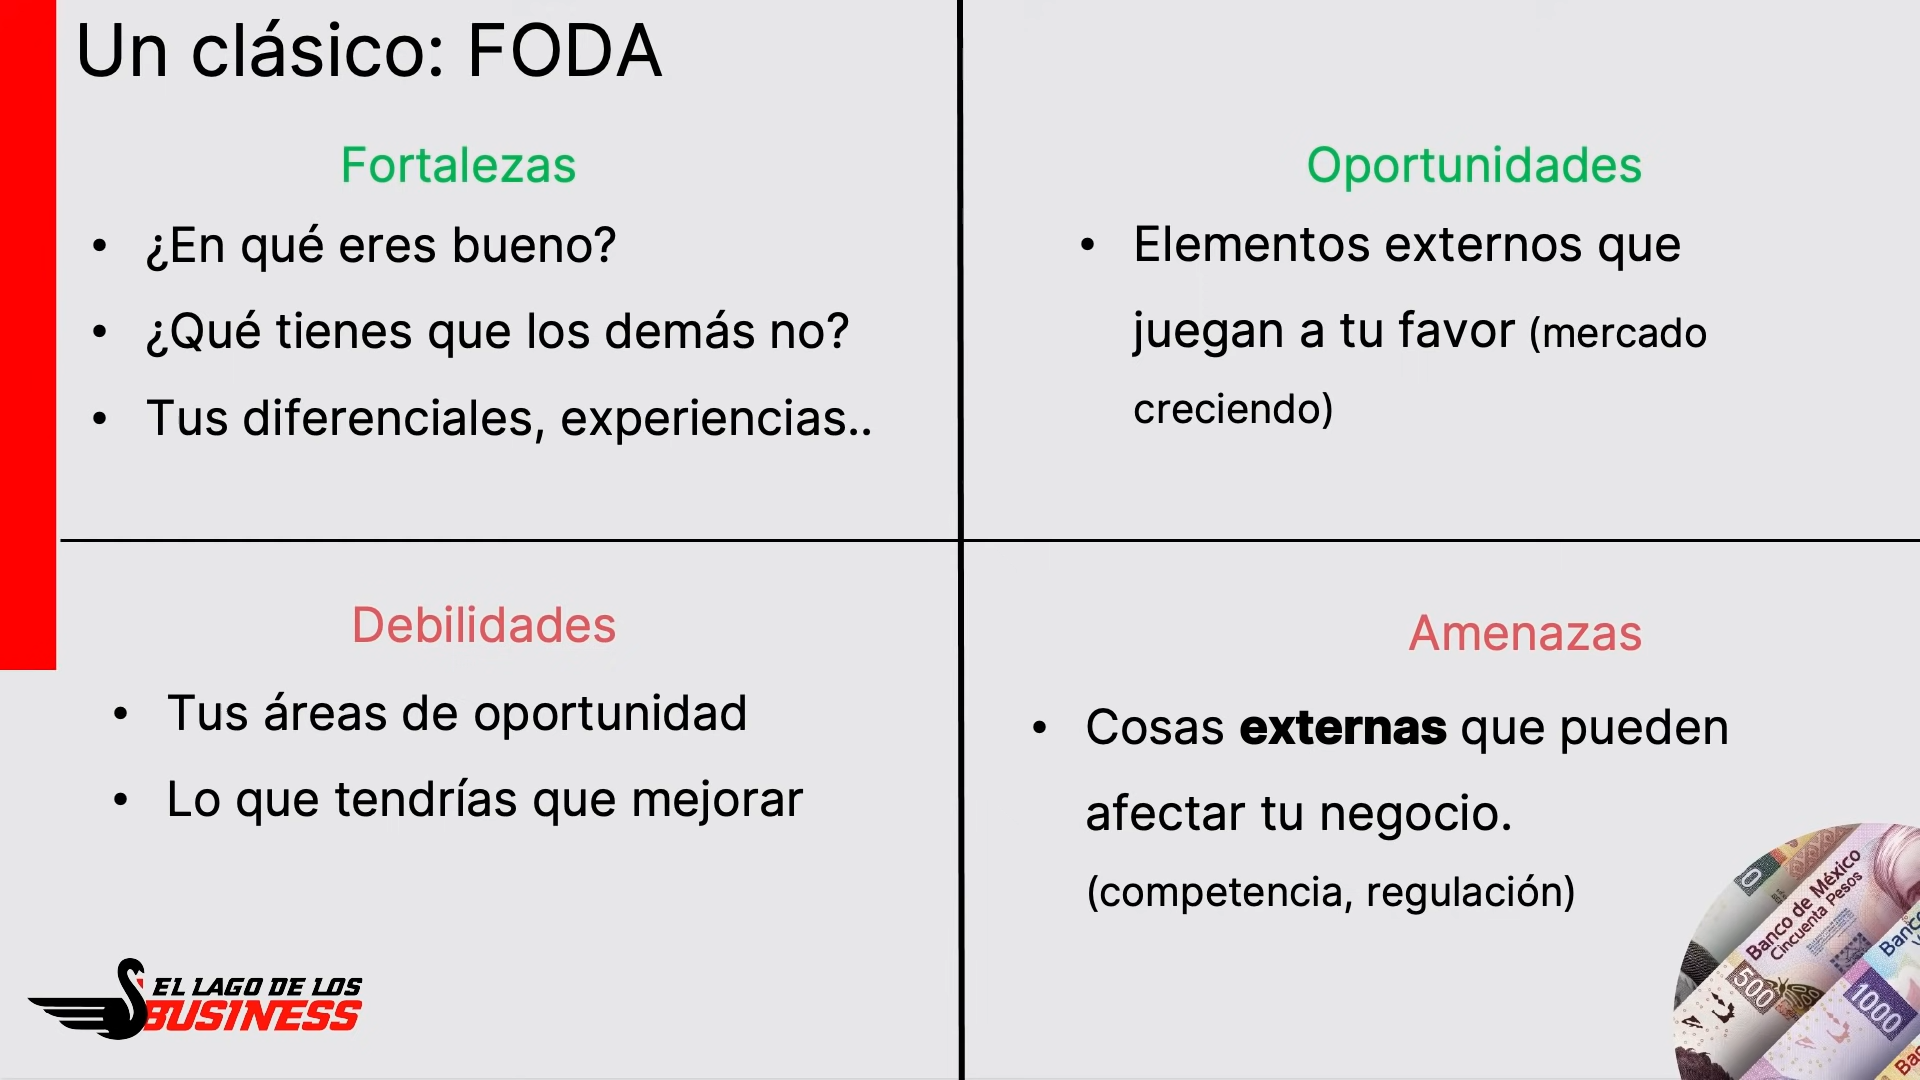 Un clásico: FODA
Fortalezas
• ¿En qué eres bueno?
• ¿Qué tienes que los demás no?
• Tus diferenciales, experiencias..
Oportunidades
• Elementos externos que
juegan a tu favor (mercado
creciendo)
Debilidades
• Tus áreas de oportunidad
• Lo que tendrías que mejorar
Amenazas
• Cosas externas que pueden
afectar tu negocio.
(competencia, regulación)
EL LAGO DE LOS
BUSINESS
Banco de México
Cincuenta Pesos
500
1000